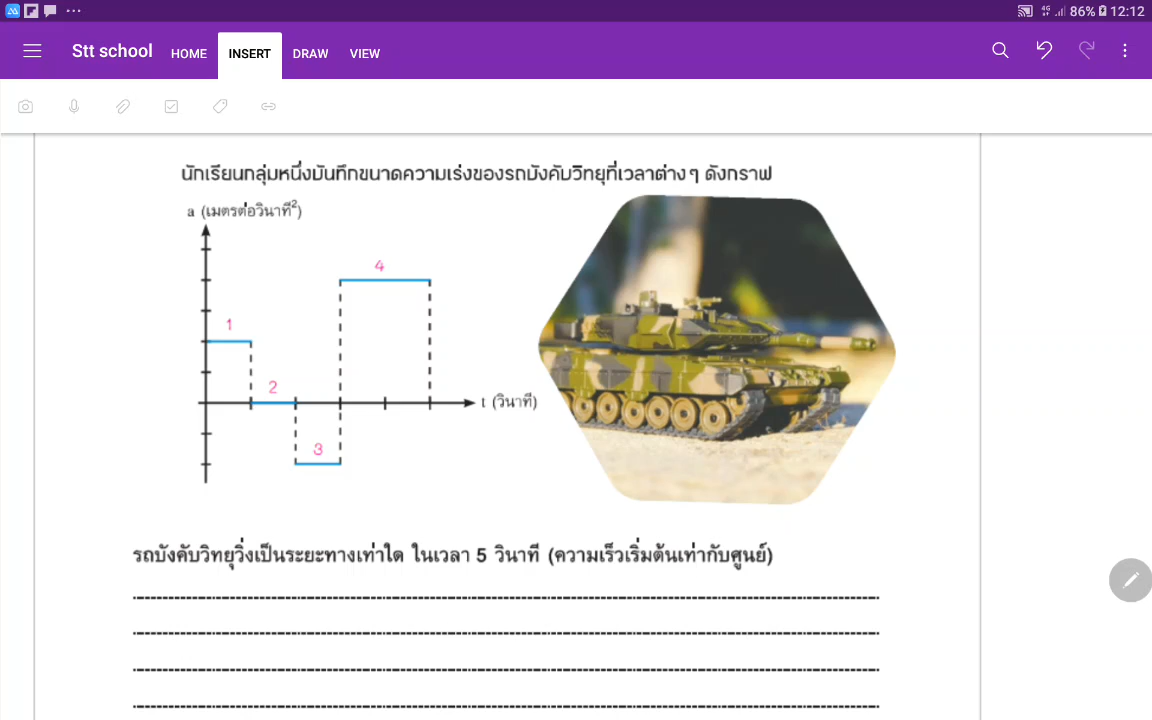 86% 12:12
Stt school HOME INSERT DRAW VIEW
นักเรียนกลุ่มหนึ่งบันทึกขนาดความเร่งของรถบังคับวิทยุที่เวลาต่าง ๆ ดังกราฟ
a (เมตรต่อวินาที²)
4
1
2
t (วินาที)
3
รถบังคับวิทยุวิ่งเป็นระยะทางเท่าใด ในเวลา 5 วินาที (ความเร็วเริ่มต้นเท่ากับศูนย์)